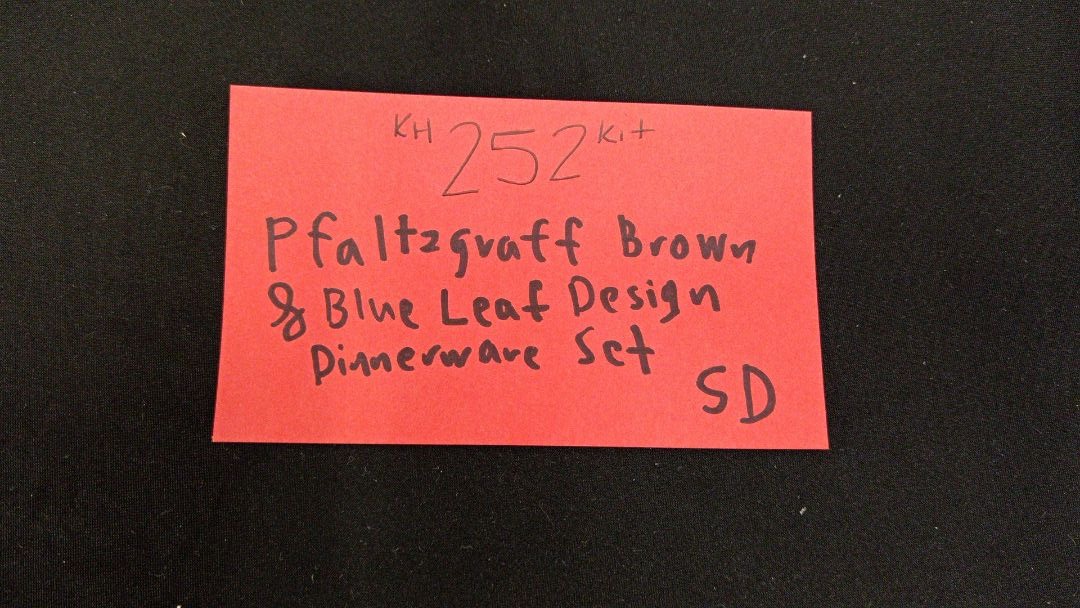 KH 252 Kit
Pfaltzgraff Brown
& Blue Leaf Design
Dinnerware Set
SD